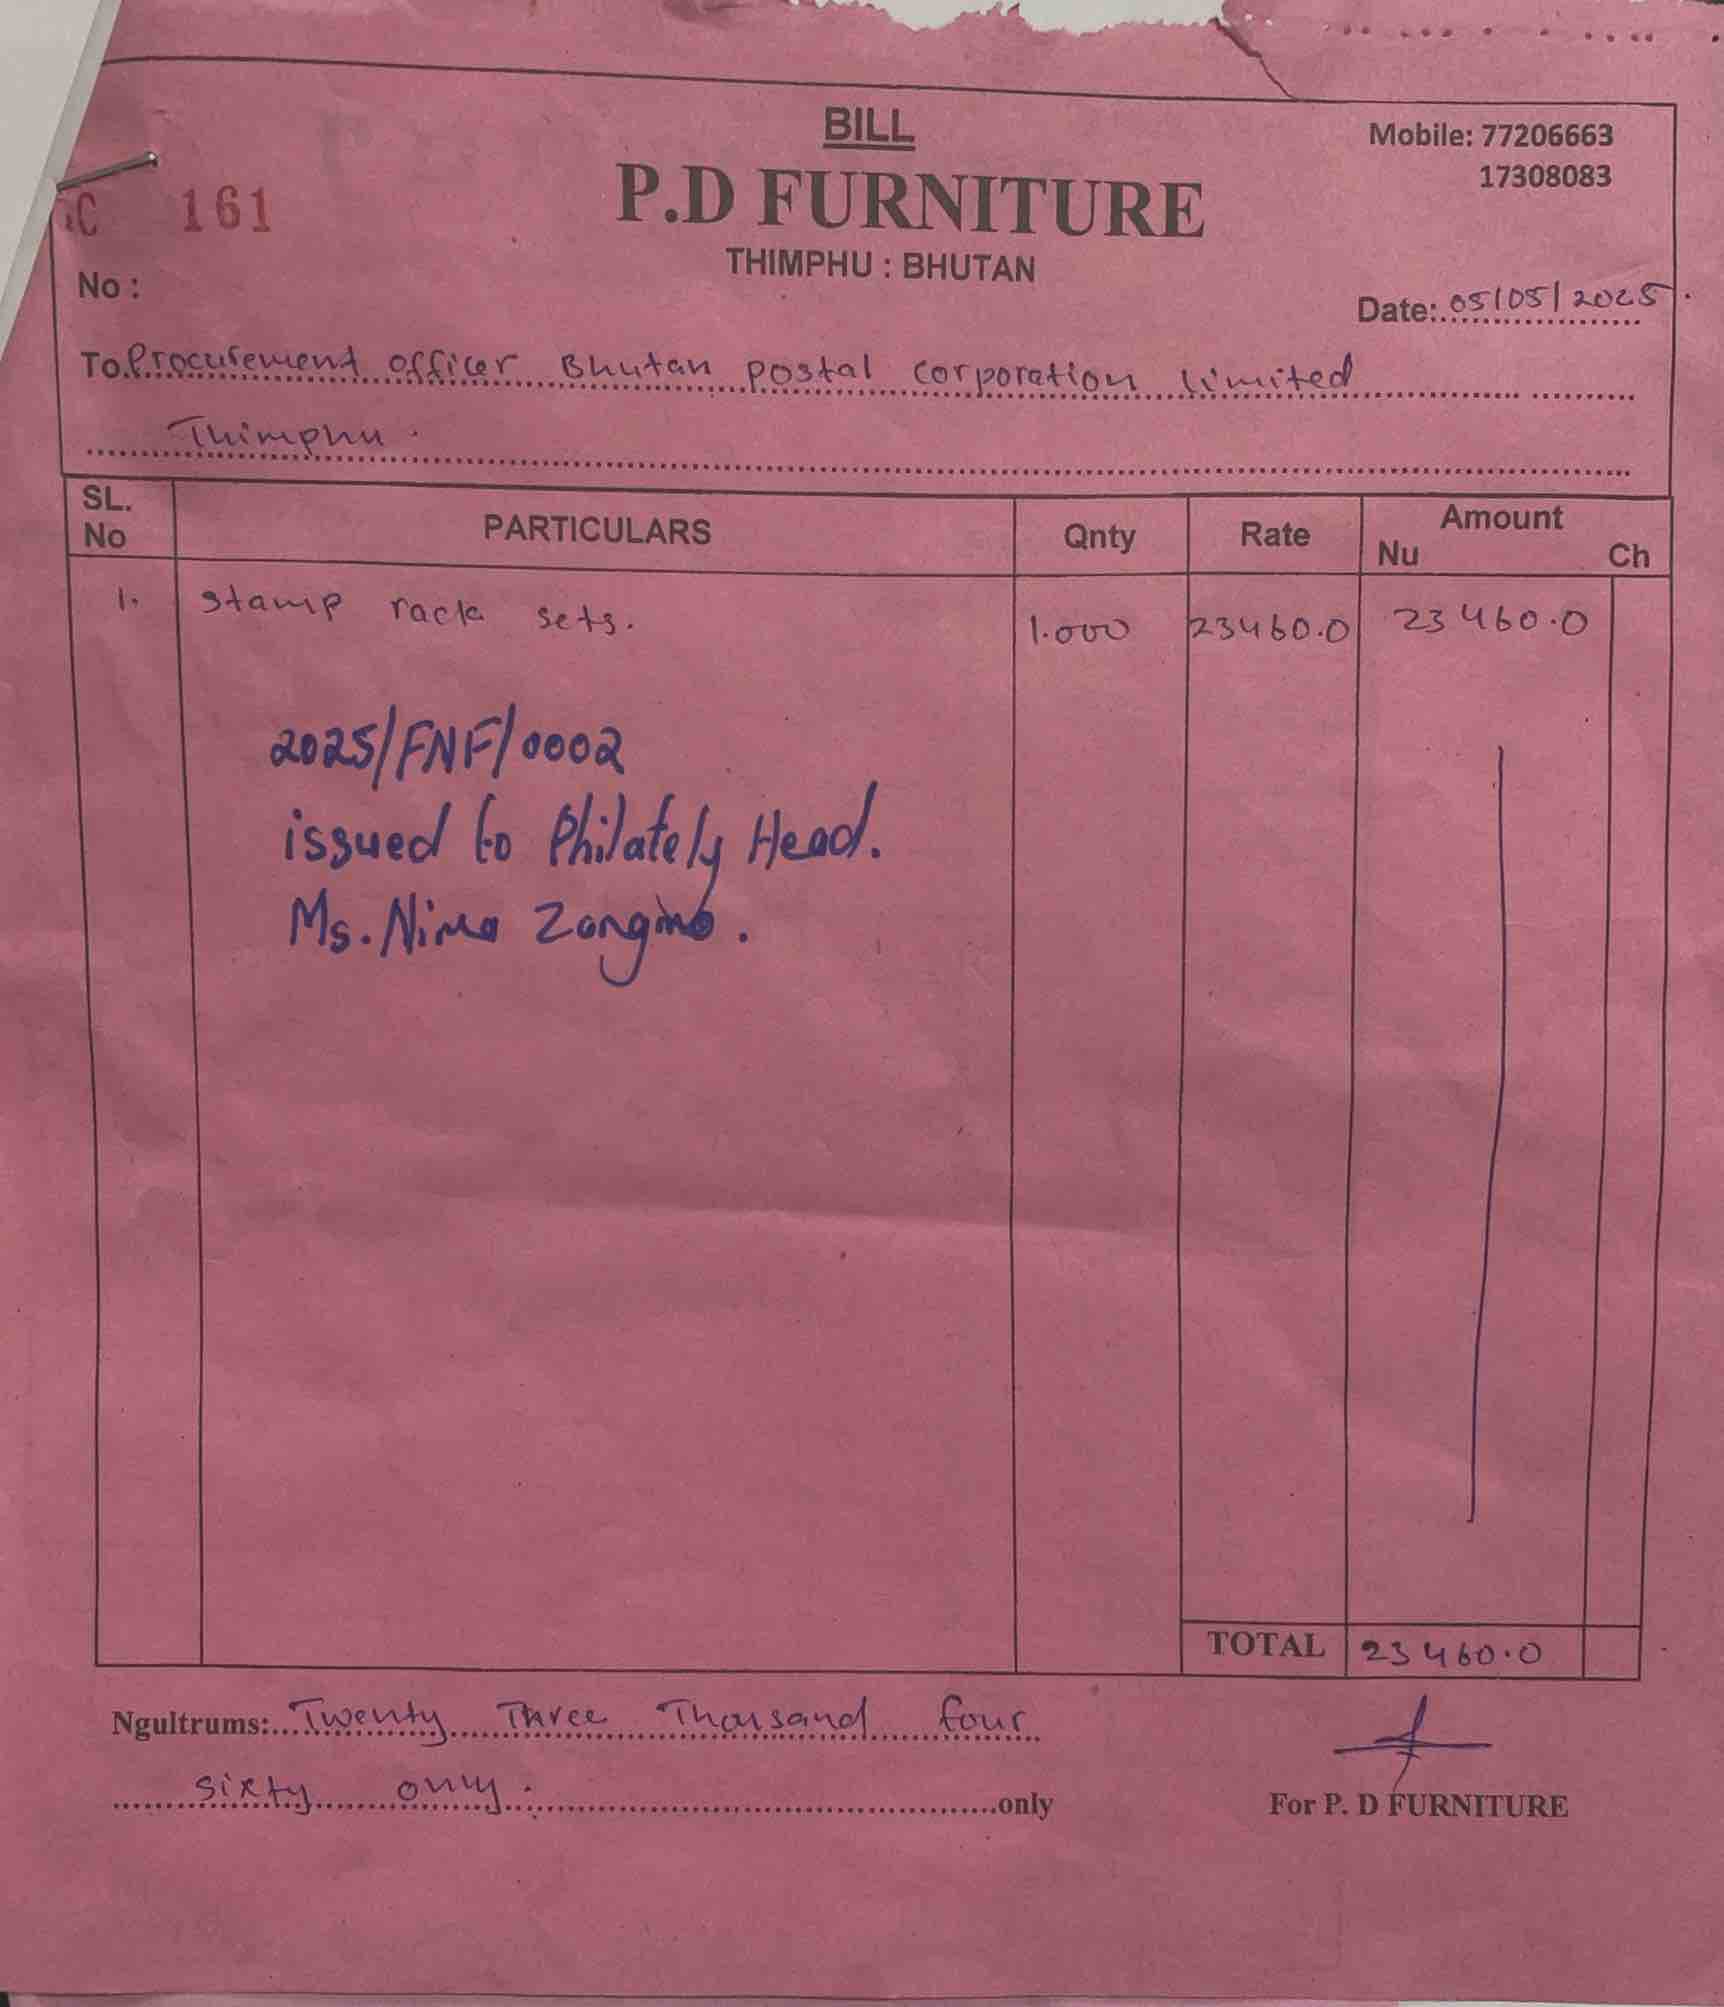 BILL
Mobile: 77206663
17308083
P.D FURNITURE
C 161
THIMPHU : BHUTAN
No :
Date: 05/05/2025.
To. Procurement officer Bhutan postal corporation limited
Thimphu.
SL. No PARTICULARS Qnty Rate Amount Nu Ch
1. stamp rack sets. 1.000 23460.0 23460.0
2025/FNF/0002
issued to Philately Head.
Ms. Nima Zangmo.
TOTAL 23460.0
Ngultrums: Twenty Three Thousand four
sixty only. only
For P. D FURNITURE